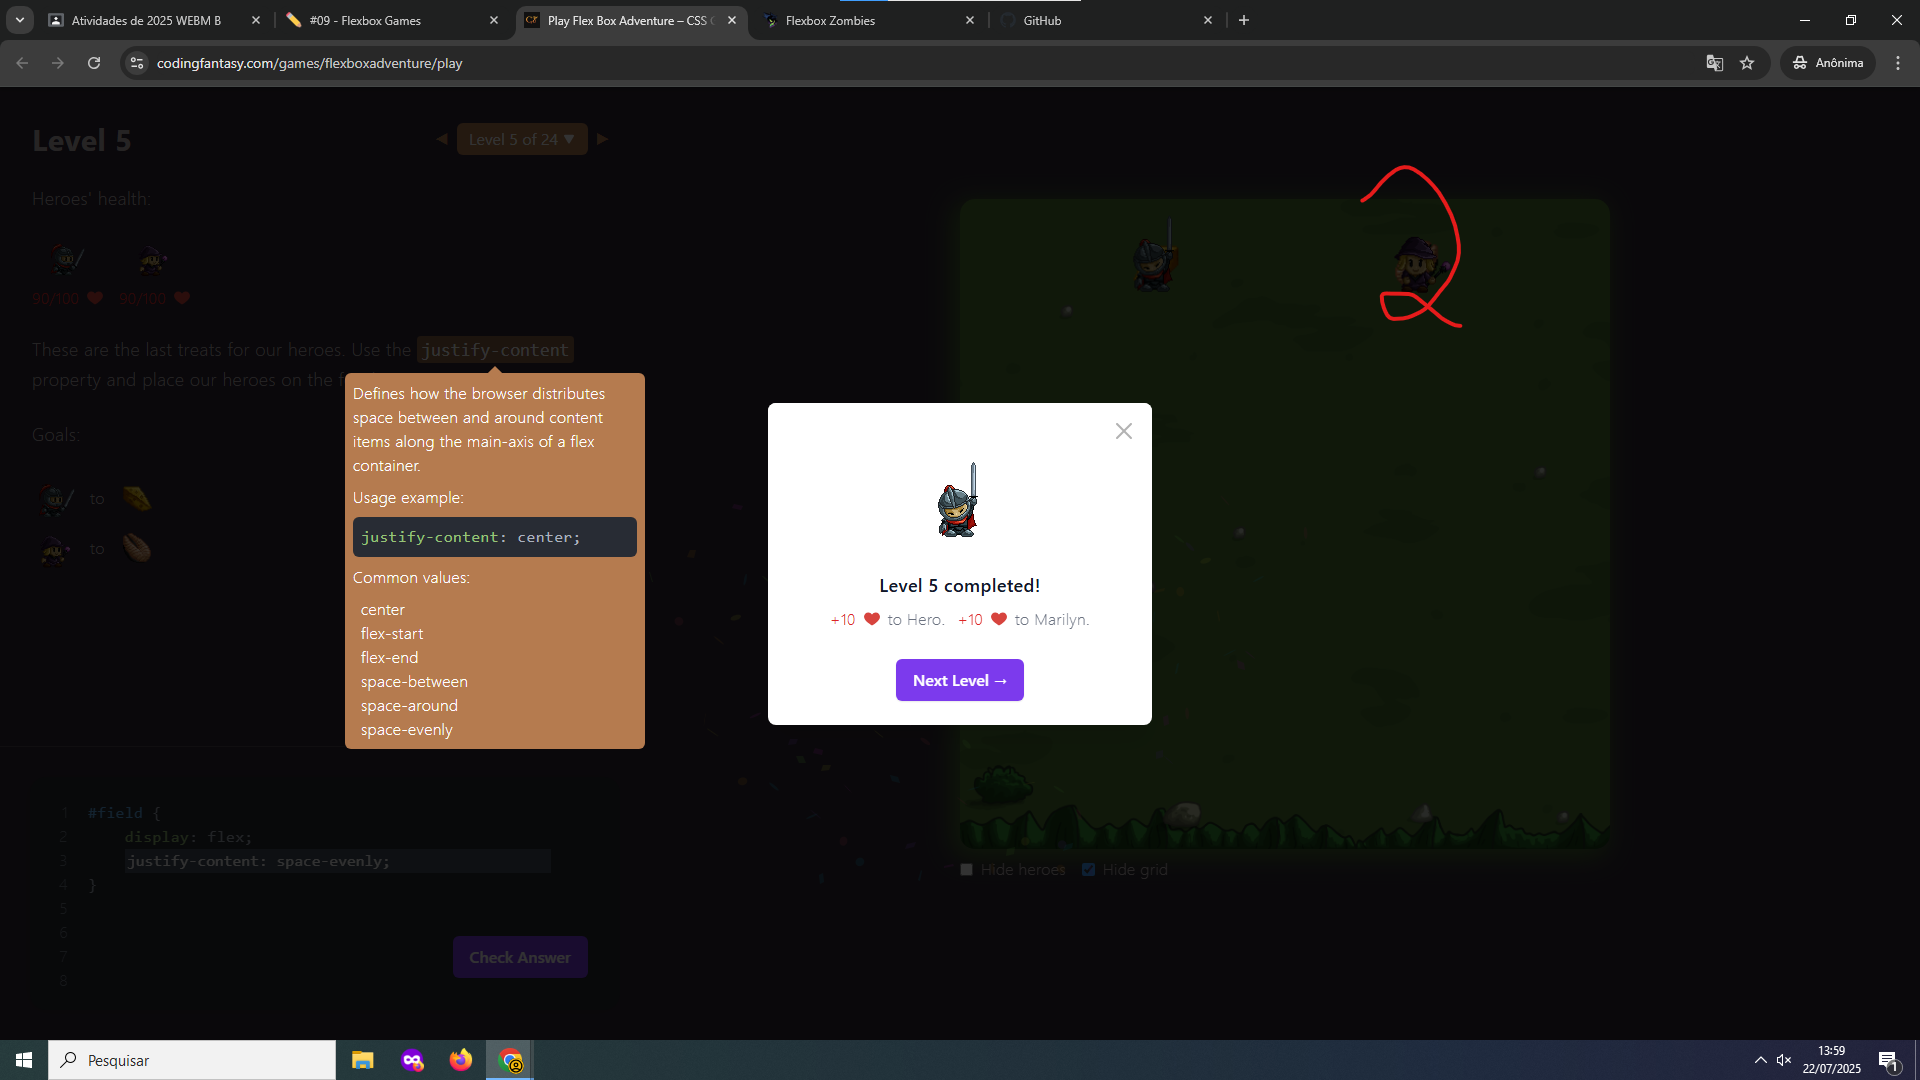 Atividades de 2025 WEBM B
#09 - Flexbox Games
Play Flex Box Adventure – CSS G
Flexbox Zombies
GitHub
codingfantasy.com/games/flexboxadventure/play
Anônima
Level 5
Level 5 of 24 ▼
Heroes' health:
90/100
90/100
These are the last treats for our heroes. Use the justify-content
property and place our heroes on the f
Defines how the browser distributes
space between and around content
items along the main-axis of a flex
container.
Usage example:
justify-content: center;
Common values:
center
flex-start
flex-end
space-between
space-around
space-evenly
Goals:
to
to
1 #field {
2 display: flex;
3 justify-content: space-evenly;
4 }
5
6
7
8
Check Answer
2
Level 5 completed!
+10 ❤ to Hero. +10 ❤ to Marilyn.
Next Level →
Hide heroes
Hide grid
Pesquisar
13:59
22/07/2025
1